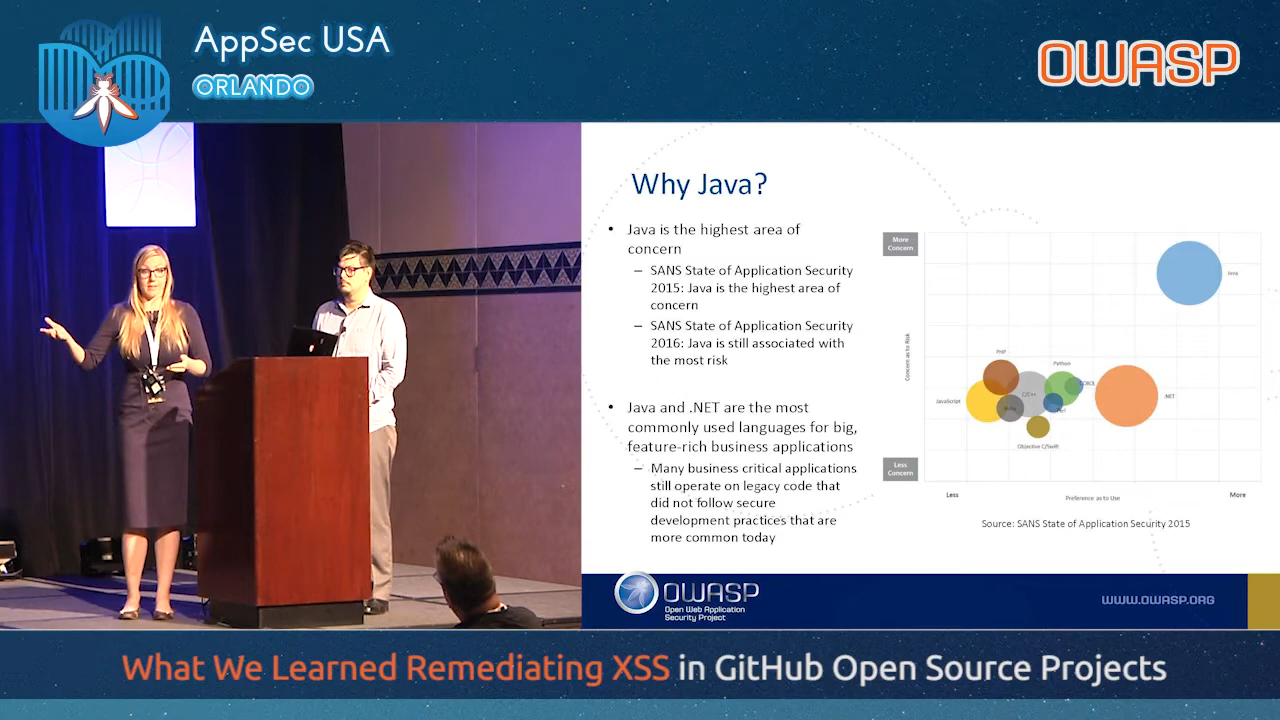 AppSec USA
ORLANDO
OWASP
Why Java?
• Java is the highest area of
concern
– SANS State of Application Security
2015: Java is the highest area of
concern
– SANS State of Application Security
2016: Java is still associated with
the most risk
• Java and .NET are the most
commonly used languages for big,
feature-rich business applications
– Many business critical applications
still operate on legacy code that
did not follow secure
development practices that are
more common today
More
Concern
Java
Concern as to Risk
PHP
Python
COBOL
JavaScript
C/C++
.NET
Objective C/Swift
Less
Concern
Less
Preference as to Use
More
Source: SANS State of Application Security 2015
OWASP
Open Web Application
Security Project
WWW.OWASP.ORG
What We Learned Remediating XSS in GitHub Open Source Projects